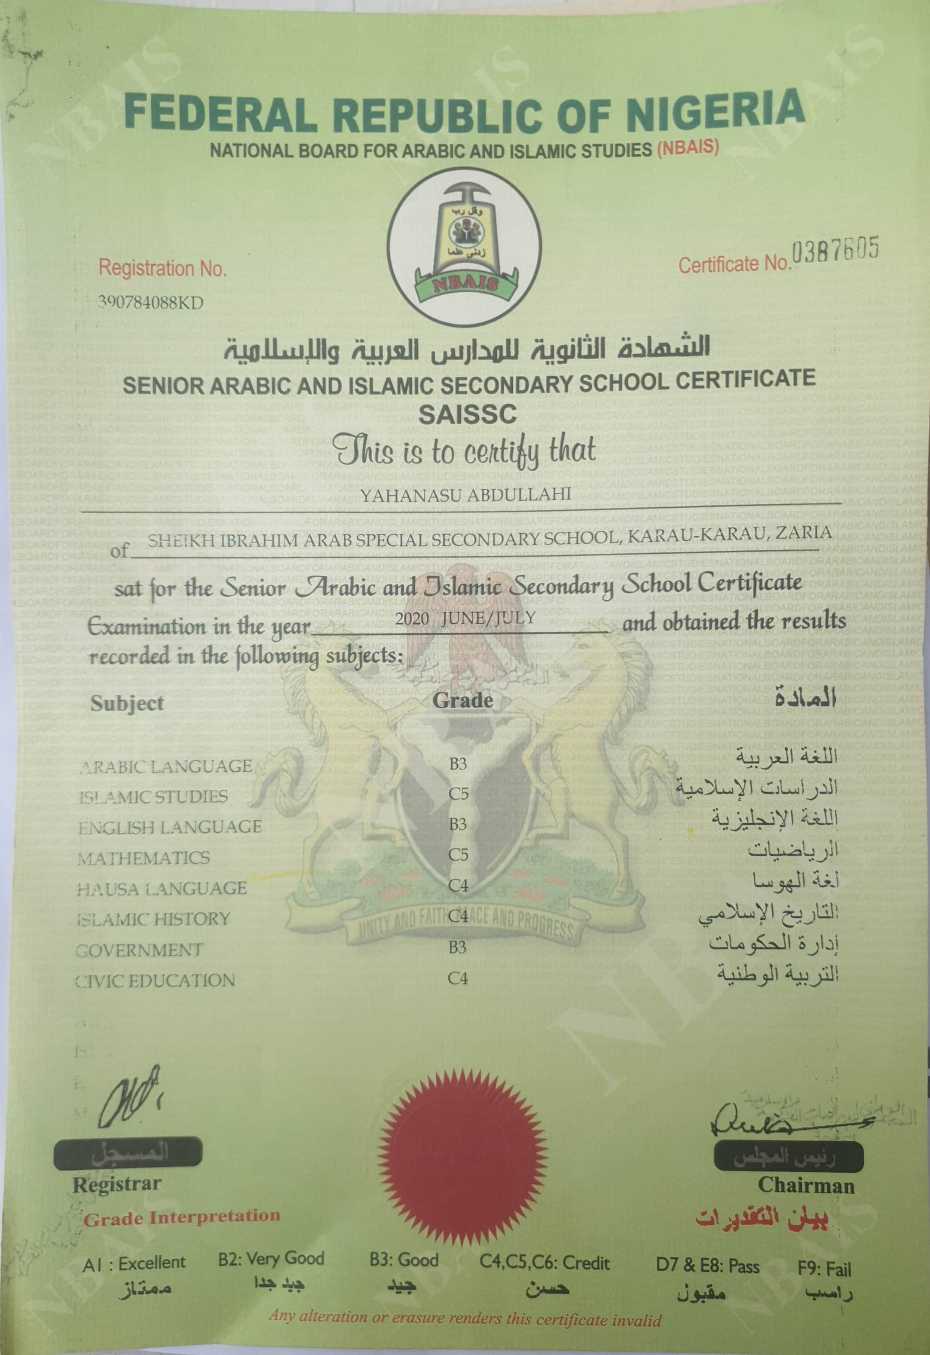 FEDERAL REPUBLIC OF NIGERIA
NATIONAL BOARD FOR ARABIC AND ISLAMIC STUDIES (NBAIS)
وقل رب
زدني علما
NBAIS
Registration No.
390784088KD
Certificate No. 0387605
الشهادة الثانوية للمدارس العربية والإسلامية
SENIOR ARABIC AND ISLAMIC SECONDARY SCHOOL CERTIFICATE
SAISSC
This is to certify that
YAHANASU ABDULLAHI
of SHEIKH IBRAHIM ARAB SPECIAL SECONDARY SCHOOL, KARAU-KARAU, ZARIA
sat for the Senior Arabic and Islamic Secondary School Certificate
Examination in the year 2020 JUNE/JULY and obtained the results
recorded in the following subjects:
Subject Grade المادة
ARABIC LANGUAGE B3 اللغة العربية
ISLAMIC STUDIES C5 الدراسات الإسلامية
ENGLISH LANGUAGE B3 اللغة الإنجليزية
MATHEMATICS C5 الرياضيات
HAUSA LANGUAGE C4 لغة الهوسا
ISLAMIC HISTORY C4 التاريخ الإسلامي
GOVERNMENT B3 إدارة الحكومات
CIVIC EDUCATION C4 التربية الوطنية
UNITY AND FAITH, PEACE AND PROGRESS
المسجل
Registrar
رئيس المجلس
Chairman
Grade Interpretation بيان التقديرات
A1 : Excellent B2: Very Good B3: Good C4,C5,C6: Credit D7 & E8: Pass F9: Fail
ممتاز جيد جدا جيد حسن مقبول راسب
Any alteration or erasure renders this certificate invalid